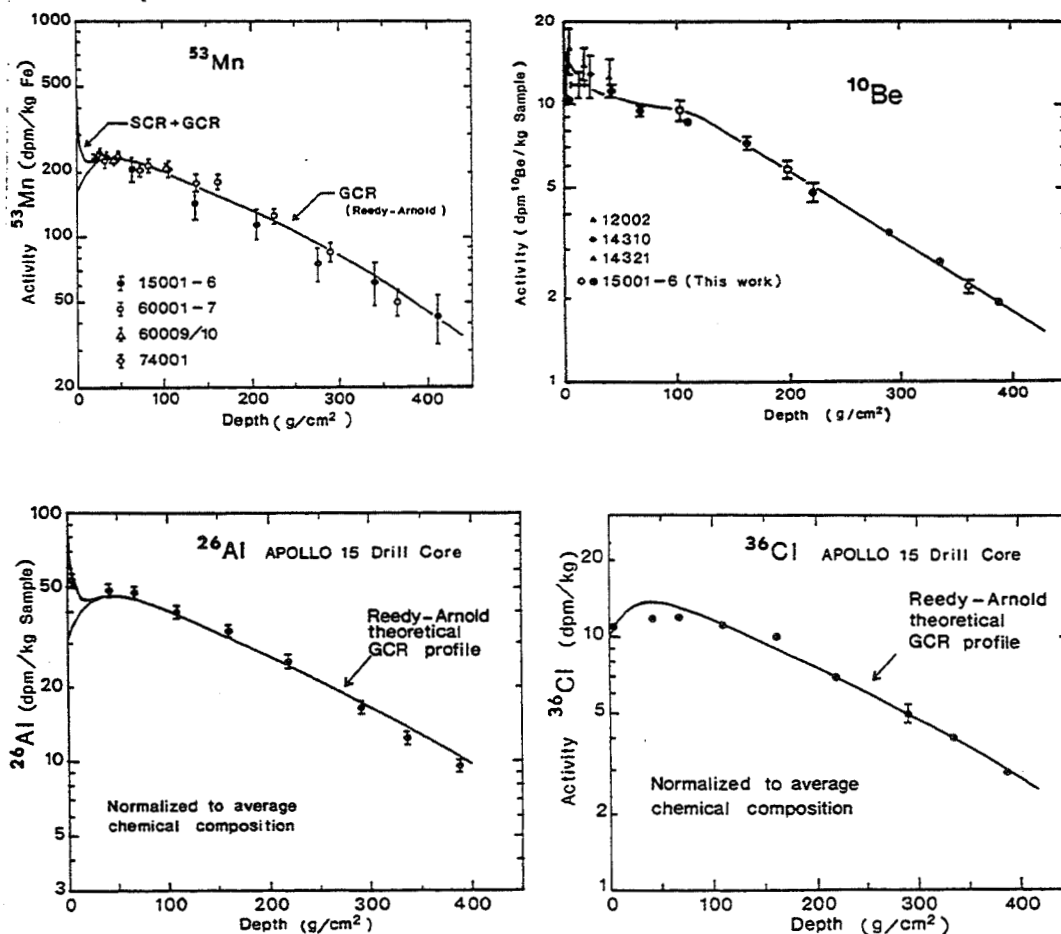 ⁵³Mn
Activity ⁵³Mn (dpm/kg Fe)
1000
500
200
100
50
20
SCR+GCR
GCR
(Reedy-Arnold)
15001-6
60001-7
60009/10
74001
0 100 200 300 400
Depth (g/cm²)
¹⁰Be
Activity (dpm ¹⁰Be/kg Sample)
20
10
5
2
1
12002
14310
14321
15001-6 (This work)
0 100 200 300 400
Depth (g/cm²)
²⁶Al APOLLO 15 Drill Core
²⁶Al (dpm/kg Sample)
100
50
20
10
5
3
Reedy-Arnold
theoretical
GCR profile
Normalized to average
chemical composition
0 100 200 300 400
Depth (g/cm²)
³⁶Cl APOLLO 15 Drill Core
Activity ³⁶Cl (dpm/kg)
20
10
5
2
1
Reedy-Arnold
theoretical
GCR profile
Normalized to average
chemical composition
0 100 200 300 400
Depth (g/cm²)